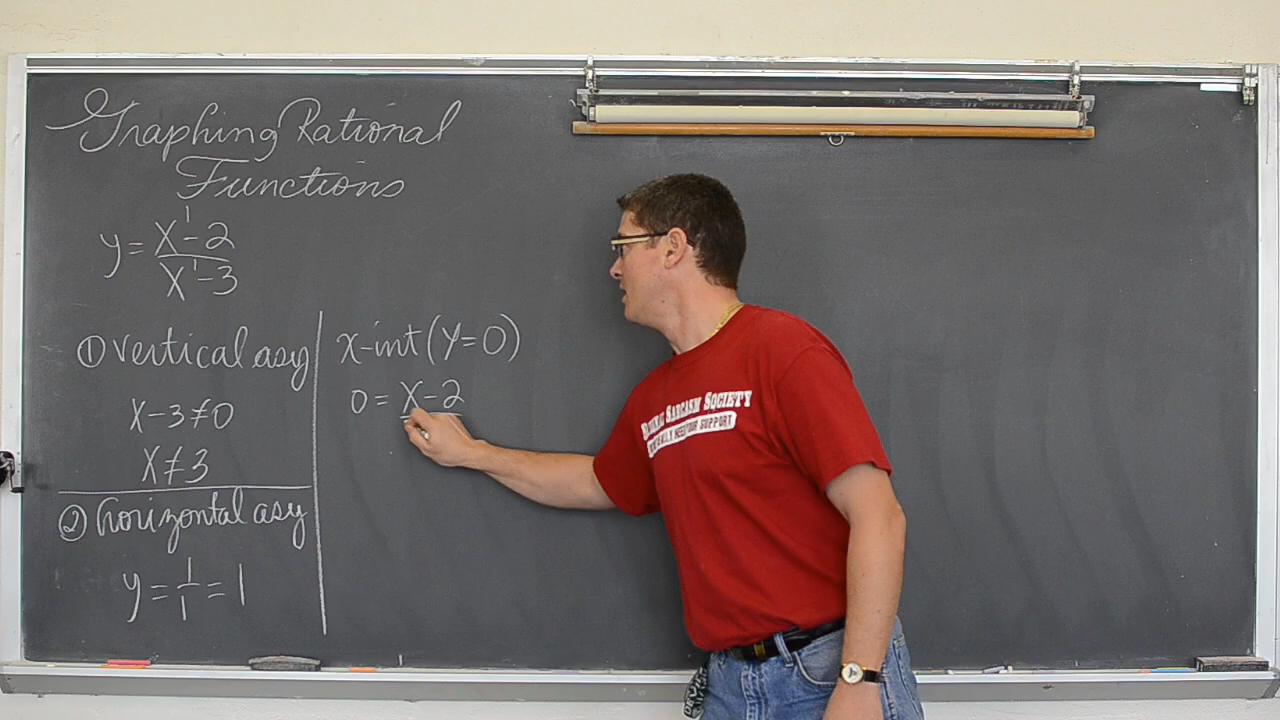 Graphing Rational
Functions
y = x¹-2
x¹-3
① vertical asy
x-3≠0
x≠3
② horizontal asy
y = 1/1 = 1
x-int (y=0)
0 = x-2
Sarcasm Society
Support